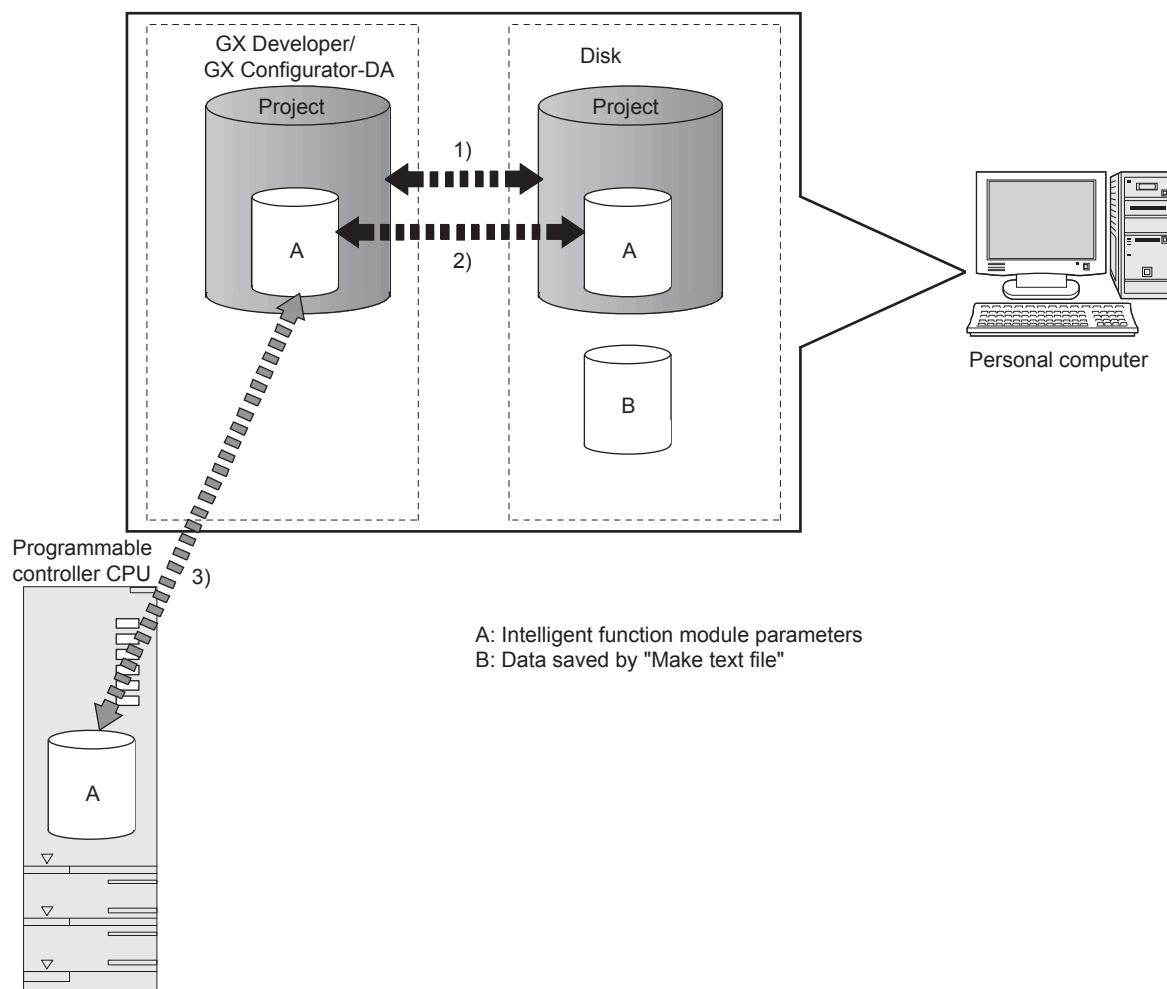 GX Developer/
GX Configurator-DA
Disk
Project
Project
1)
A
2)
A
B
Personal computer
Programmable
controller CPU
3)
A: Intelligent function module parameters
B: Data saved by "Make text file"
A